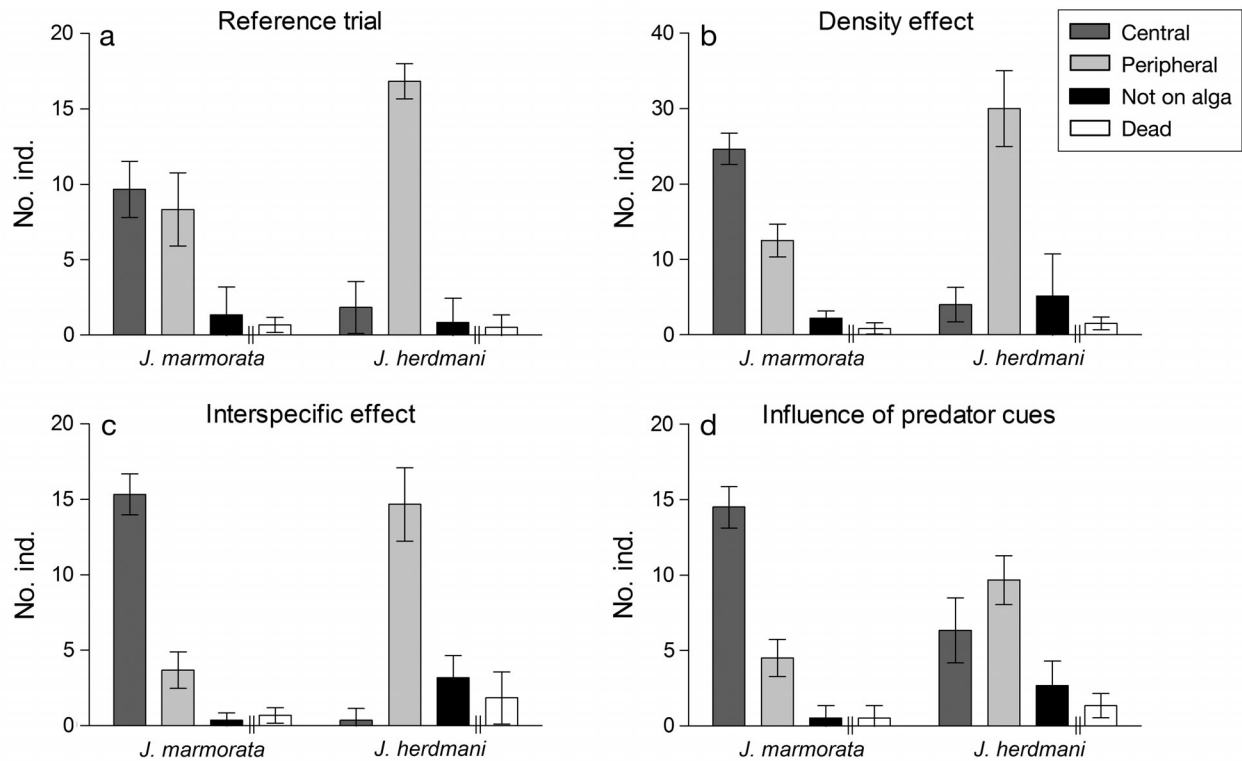 a Reference trial
20
15
10
5
0
No. ind.
J. marmorata J. herdmani
b Density effect
40
30
20
10
0
No. ind.
J. marmorata J. herdmani
Central
Peripheral
Not on alga
Dead
c Interspecific effect
20
15
10
5
0
No. ind.
J. marmorata J. herdmani
d Influence of predator cues
20
15
10
5
0
No. ind.
J. marmorata J. herdmani